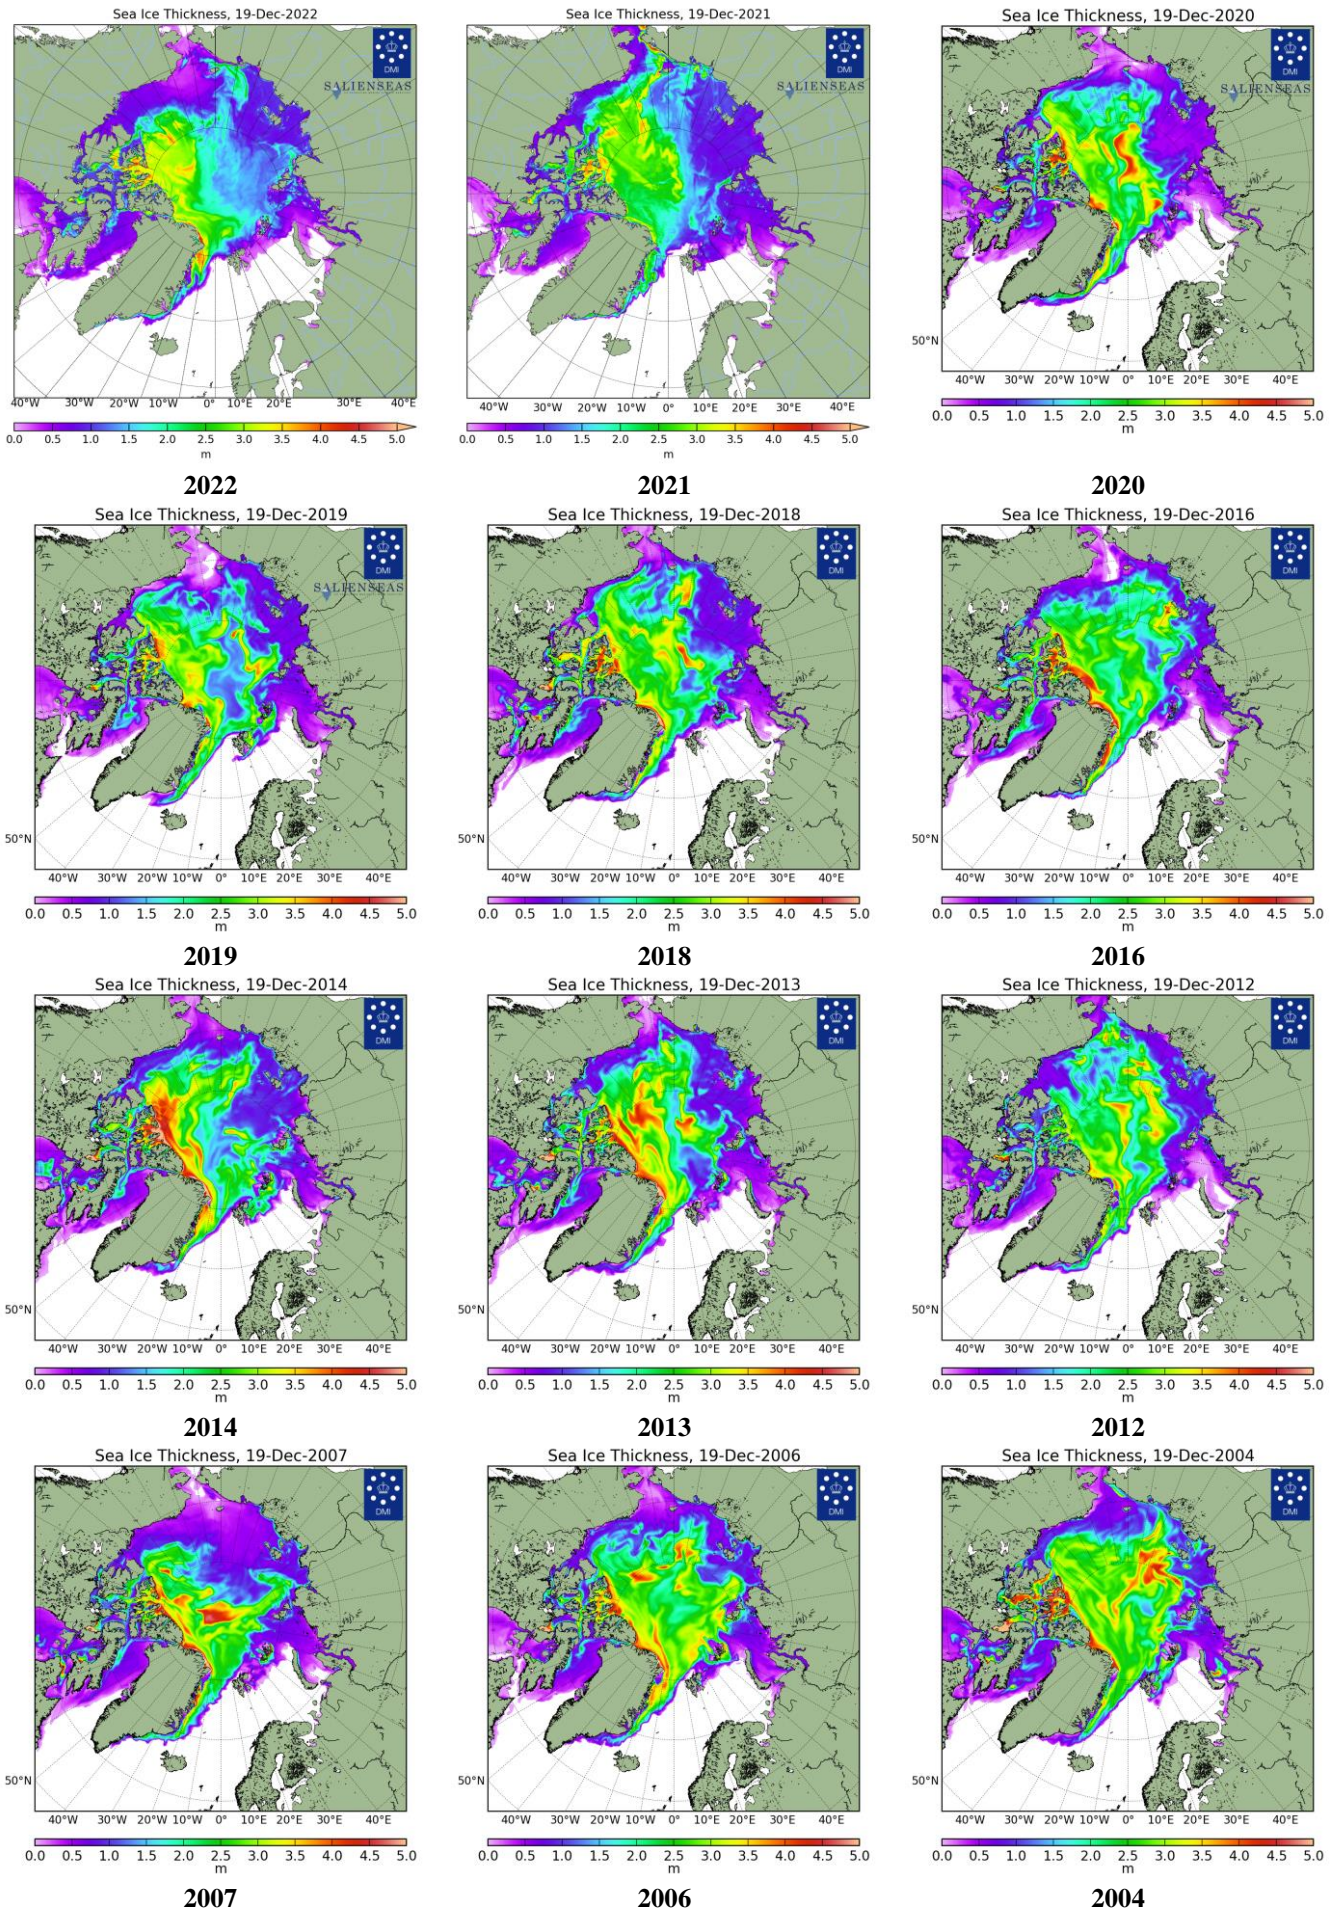 Sea Ice Thickness, 19-Dec-2022
DMI
SALIENSEAS
40°W 30°W 20°W 10°W 0° 10°E 20°E 30°E 40°E
0.0 0.5 1.0 1.5 2.0 2.5 3.0 3.5 4.0 4.5 5.0
m
2022
Sea Ice Thickness, 19-Dec-2021
DMI
SALIENSEAS
40°W 30°W 20°W 10°W 0° 10°E 20°E 30°E 40°E
0.0 0.5 1.0 1.5 2.0 2.5 3.0 3.5 4.0 4.5 5.0
m
2021
Sea Ice Thickness, 19-Dec-2020
DMI
SALIENSEAS
50°N
40°W 30°W 20°W 10°W 0° 10°E 20°E 30°E 40°E
0.0 0.5 1.0 1.5 2.0 2.5 3.0 3.5 4.0 4.5 5.0
m
2020
Sea Ice Thickness, 19-Dec-2019
DMI
SALIENSEAS
50°N
40°W 30°W 20°W 10°W 0° 10°E 20°E 30°E 40°E
0.0 0.5 1.0 1.5 2.0 2.5 3.0 3.5 4.0 4.5 5.0
m
2019
Sea Ice Thickness, 19-Dec-2018
DMI
40°W 30°W 20°W 10°W 0° 10°E 20°E 30°E 40°E
0.0 0.5 1.0 1.5 2.0 2.5 3.0 3.5 4.0 4.5 5.0
m
2018
Sea Ice Thickness, 19-Dec-2016
DMI
50°N
40°W 30°W 20°W 10°W 0° 10°E 20°E 30°E 40°E
0.0 0.5 1.0 1.5 2.0 2.5 3.0 3.5 4.0 4.5 5.0
m
2016
Sea Ice Thickness, 19-Dec-2014
DMI
50°N
40°W 30°W 20°W 10°W 0° 10°E 20°E 30°E 40°E
0.0 0.5 1.0 1.5 2.0 2.5 3.0 3.5 4.0 4.5 5.0
m
2014
Sea Ice Thickness, 19-Dec-2013
DMI
50°N
40°W 30°W 20°W 10°W 0° 10°E 20°E 30°E 40°E
0.0 0.5 1.0 1.5 2.0 2.5 3.0 3.5 4.0 4.5 5.0
m
2013
Sea Ice Thickness, 19-Dec-2012
DMI
50°N
40°W 30°W 20°W 10°W 0° 10°E 20°E 30°E 40°E
0.0 0.5 1.0 1.5 2.0 2.5 3.0 3.5 4.0 4.5 5.0
m
2012
Sea Ice Thickness, 19-Dec-2007
DMI
50°N
40°W 30°W 20°W 10°W 0° 10°E 20°E 30°E 40°E
0.0 0.5 1.0 1.5 2.0 2.5 3.0 3.5 4.0 4.5 5.0
m
2007
Sea Ice Thickness, 19-Dec-2006
DMI
50°N
40°W 30°W 20°W 10°W 0° 10°E 20°E 30°E 40°E
0.0 0.5 1.0 1.5 2.0 2.5 3.0 3.5 4.0 4.5 5.0
m
2006
Sea Ice Thickness, 19-Dec-2004
DMI
50°N
40°W 30°W 20°W 10°W 0° 10°E 20°E 30°E 40°E
0.0 0.5 1.0 1.5 2.0 2.5 3.0 3.5 4.0 4.5 5.0
m
2004